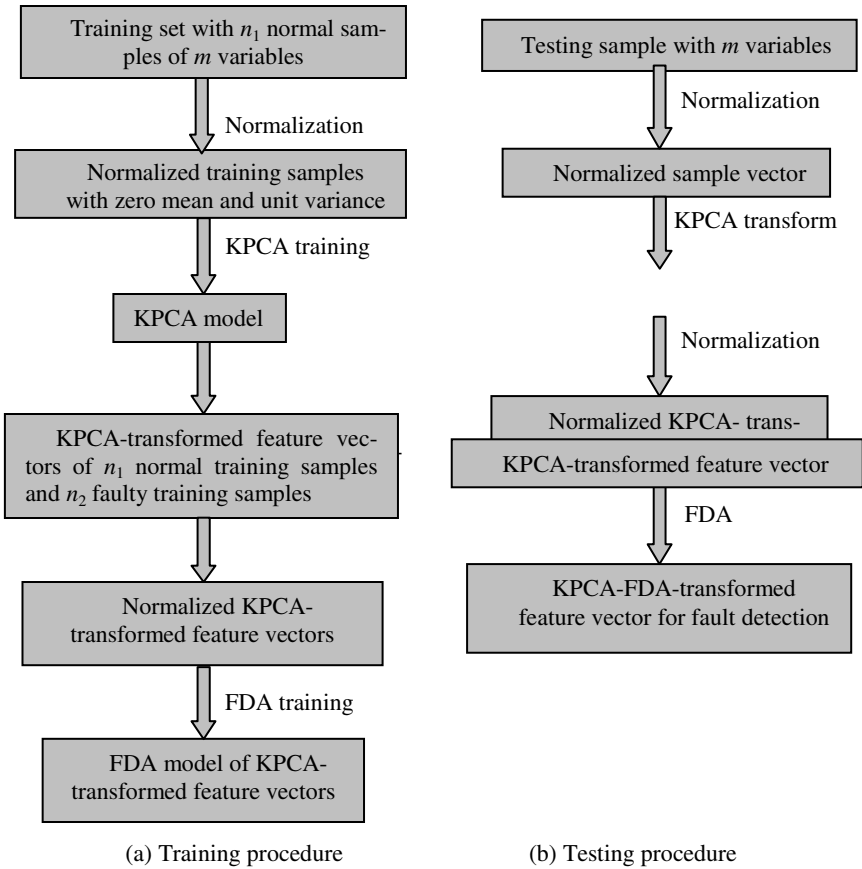 Training set with n1 normal sam-
ples of m variables
Normalization
Normalized training samples
with zero mean and unit variance
KPCA training
KPCA model
KPCA-transformed feature vec-
tors of n1 normal training samples
and n2 faulty training samples
Normalized KPCA-
transformed feature vectors
FDA training
FDA model of KPCA-
transformed feature vectors
(a) Training procedure
Testing sample with m variables
Normalization
Normalized sample vector
KPCA transform
Normalization
Normalized KPCA- trans-
KPCA-transformed feature vector
FDA
KPCA-FDA-transformed
feature vector for fault detection
(b) Testing procedure